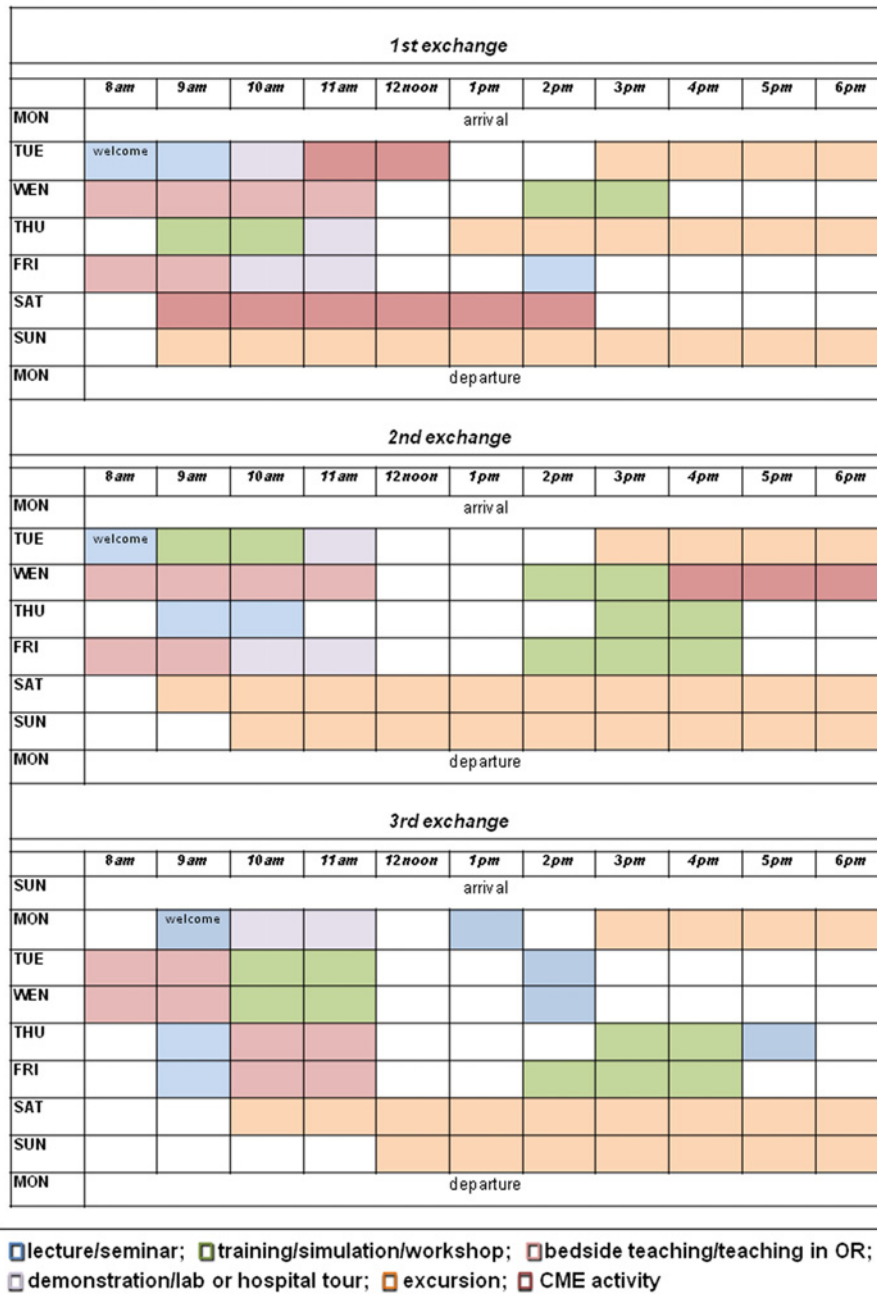 1st exchange
8am 9am 10am 11am 12noon 1pm 2pm 3pm 4pm 5pm 6pm
MON arrival
TUE welcome
WEN
THU
FRI
SAT
SUN
MON departure
2nd exchange
8am 9am 10am 11am 12noon 1pm 2pm 3pm 4pm 5pm 6pm
MON arrival
TUE welcome
WEN
THU
FRI
SAT
SUN
MON departure
3rd exchange
8am 9am 10am 11am 12noon 1pm 2pm 3pm 4pm 5pm 6pm
SUN arrival
MON welcome
TUE
WEN
THU
FRI
SAT
SUN
MON departure
lecture/seminar; training/simulation/workshop; bedside teaching/teaching in OR;
demonstration/lab or hospital tour; excursion; CME activity